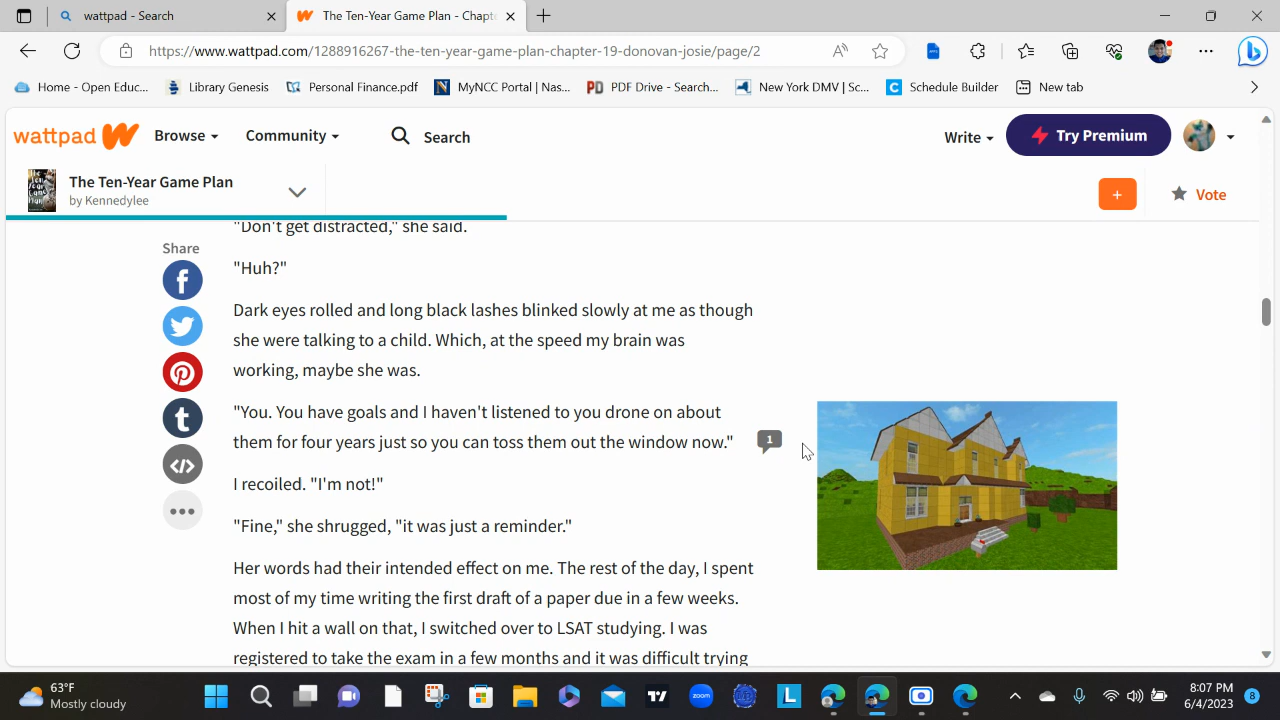 wattpad - Search
The Ten-Year Game Plan - Chapt
https://www.wattpad.com/1288916267-the-ten-year-game-plan-chapter-19-donovan-josie/page/2
Home - Open Educ...
Library Genesis
Personal Finance.pdf
MyNCC Portal | Nas...
PDF Drive - Search...
New York DMV | Sc...
Schedule Builder
New tab
wattpad
Browse
Community
Search
Write
Try Premium
The Ten-Year Game Plan
by Kennedylee
+
Vote
Share
"Don't get distracted," she said.
"Huh?"
Dark eyes rolled and long black lashes blinked slowly at me as though
she were talking to a child. Which, at the speed my brain was
working, maybe she was.
"You. You have goals and I haven't listened to you drone on about
them for four years just so you can toss them out the window now."
1
I recoiled. "I'm not!"
"Fine," she shrugged, "it was just a reminder."
Her words had their intended effect on me. The rest of the day, I spent
most of my time writing the first draft of a paper due in a few weeks.
When I hit a wall on that, I switched over to LSAT studying. I was
registered to take the exam in a few months and it was difficult trying
63°F
Mostly cloudy
zoom
L
8:07 PM
6/4/2023
8